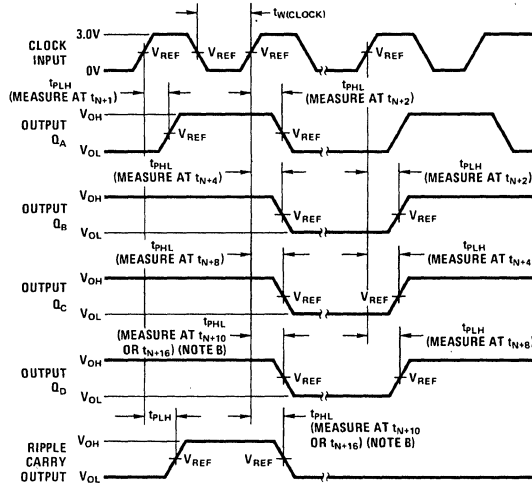 tW(CLOCK)
3.0V
CLOCK INPUT
VREF VREF VREF VREF
0V
tPLH (MEASURE AT tN+1)
tPHL (MEASURE AT tN+2)
VOH
OUTPUT QA
VREF VREF
VOL
tPHL (MEASURE AT tN+4)
tPLH (MEASURE AT tN+2)
VOH
OUTPUT QB
VREF VREF
VOL
tPHL (MEASURE AT tN+8)
tPLH (MEASURE AT tN+4
VOH
OUTPUT QC
VREF VREF
VOL
tPHL (MEASURE AT tN+10 OR tN+16) (NOTE B)
tPLH (MEASURE AT tN+8)
VOH
OUTPUT QD
VREF VREF
VOL
tPLH
tPHL (MEASURE AT tN+10 OR tN+16) (NOTE B)
VOH
RIPPLE CARRY OUTPUT
VREF VREF
VOL